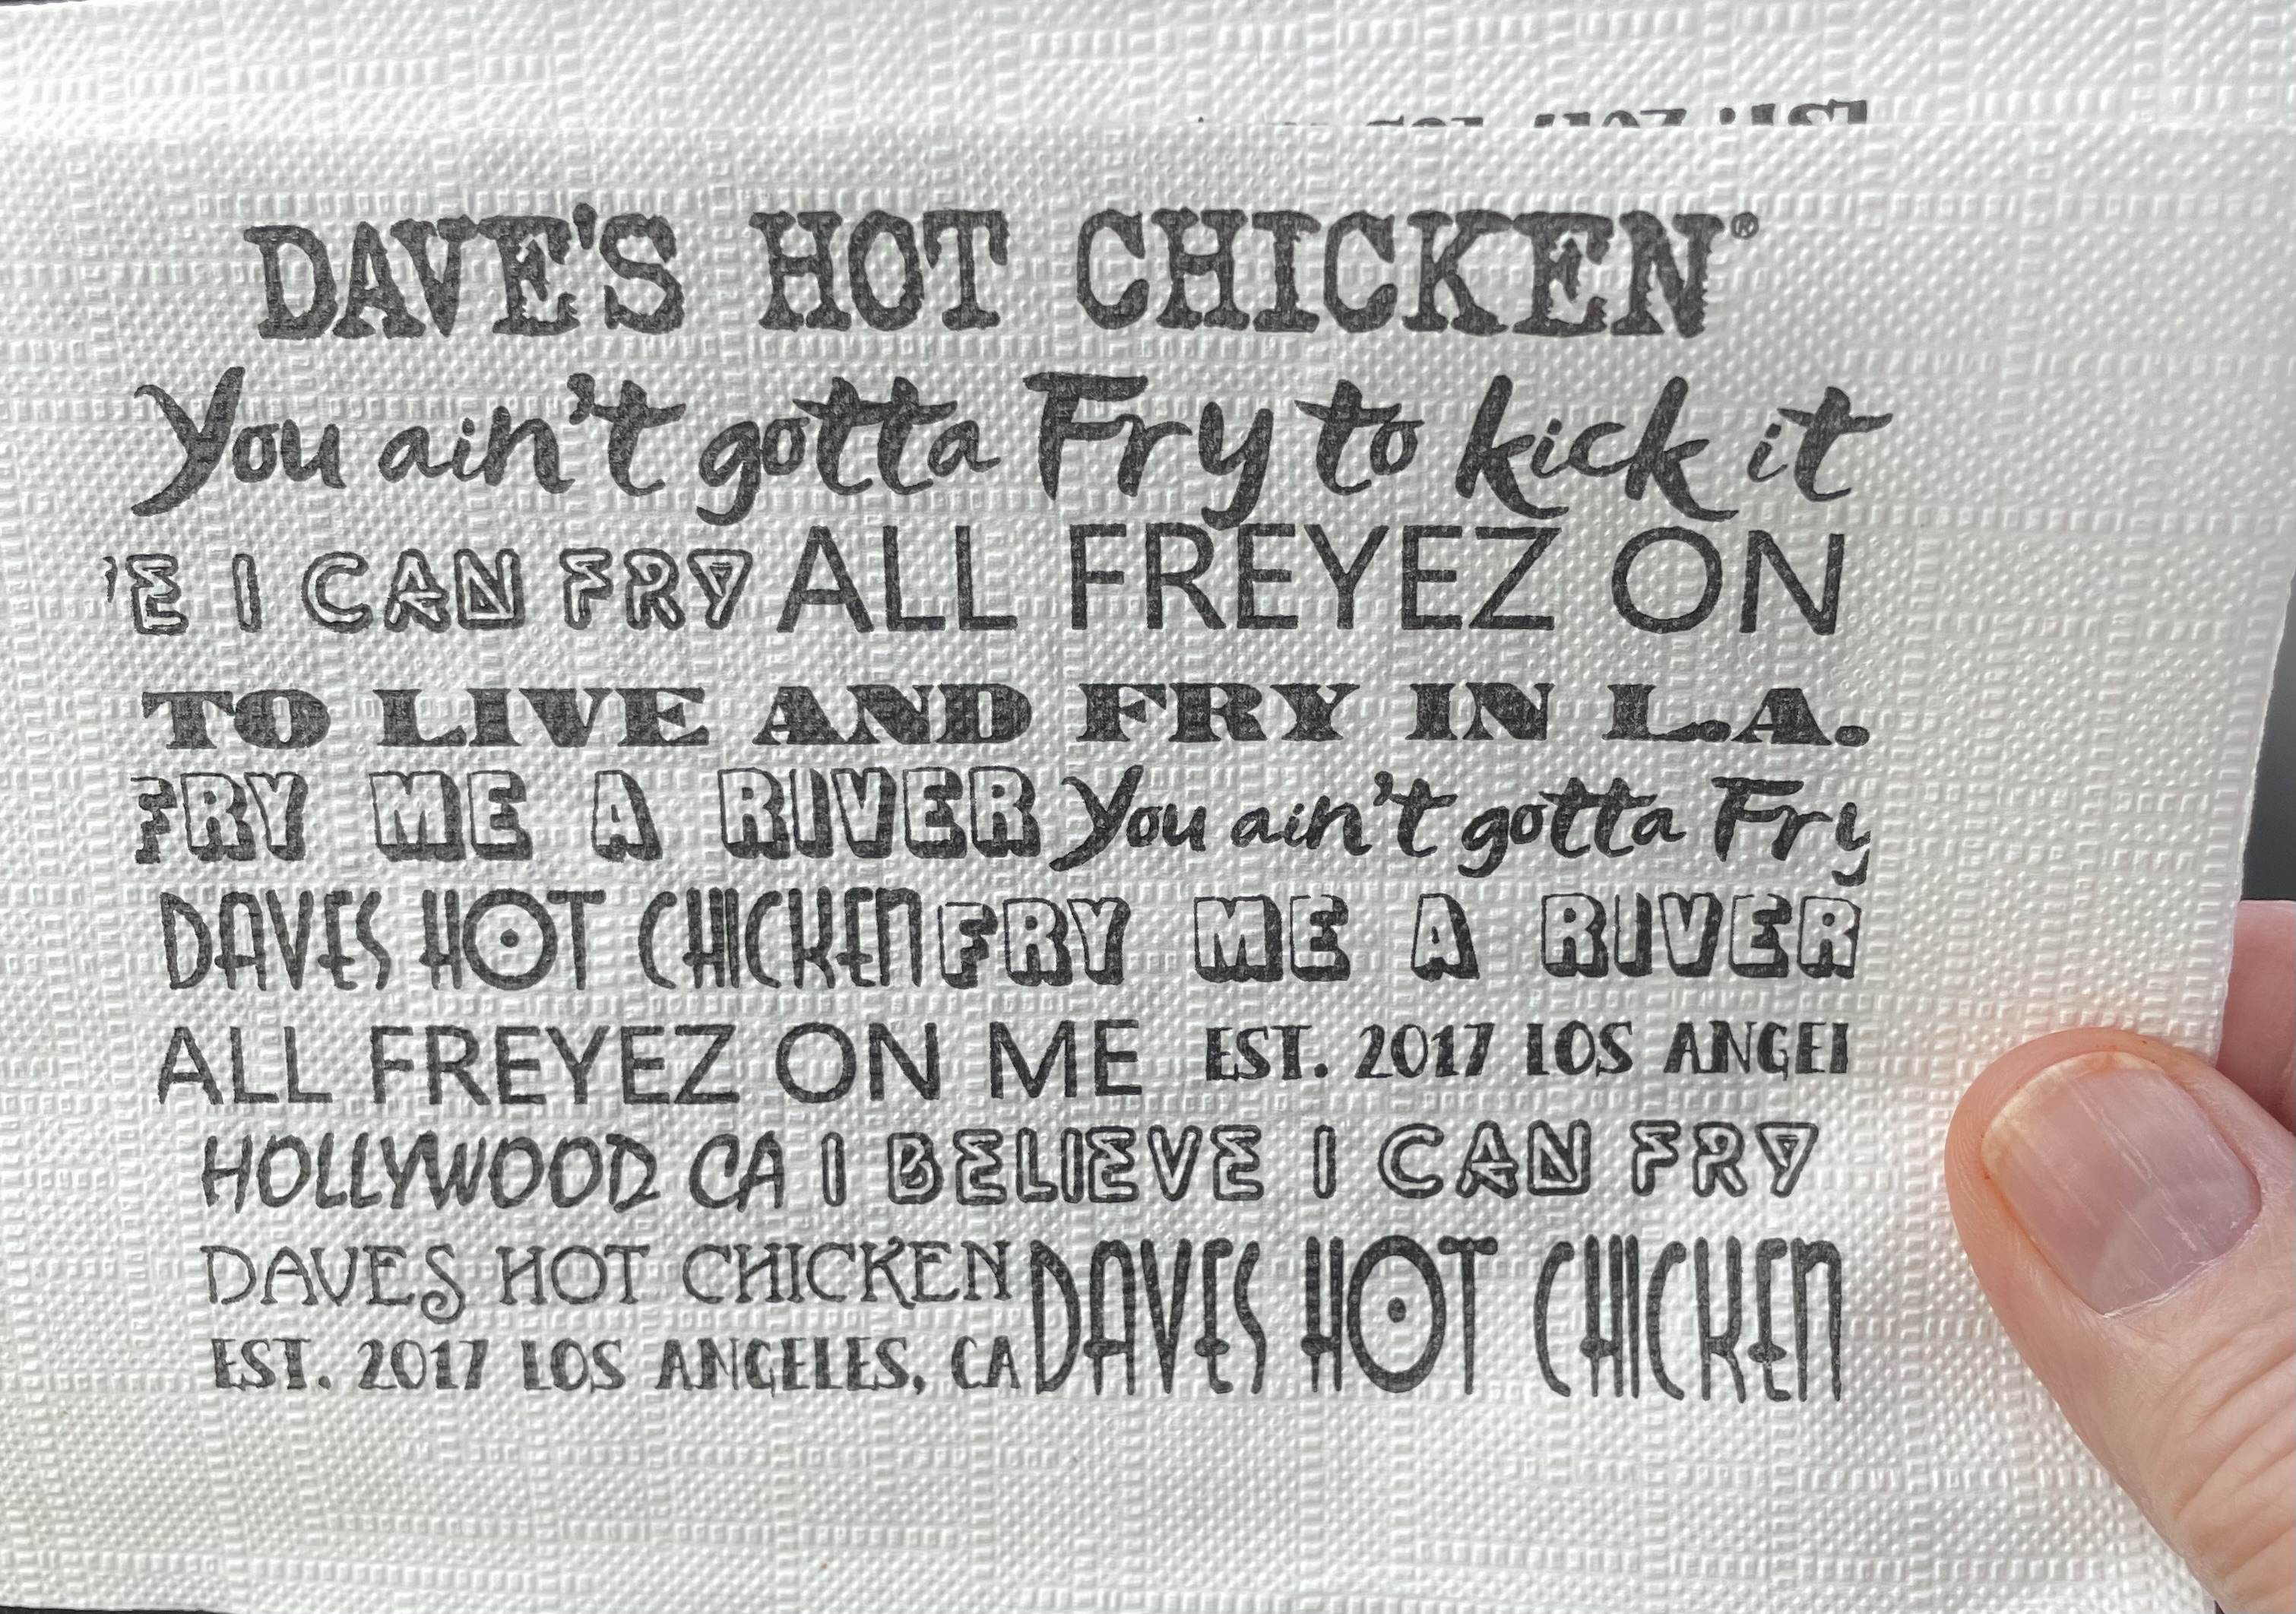 DAVE'S HOT CHICKEN®
You ain't gotta Fry to kick it
E I CAN FRY ALL FREYEZ ON
TO LIVE AND FRY IN L.A.
FRY ME A RIVER You ain't gotta Fry
DAVES HOT CHICKEN FRY ME A RIVER
ALL FREYEZ ON ME EST. 2017 LOS ANGEL
HOLLYWOOD CA I BELIEVE I CAN FRY
DAVES HOT CHICKEN DAVES HOT CHICKEN
EST. 2017 LOS ANGELES, CA